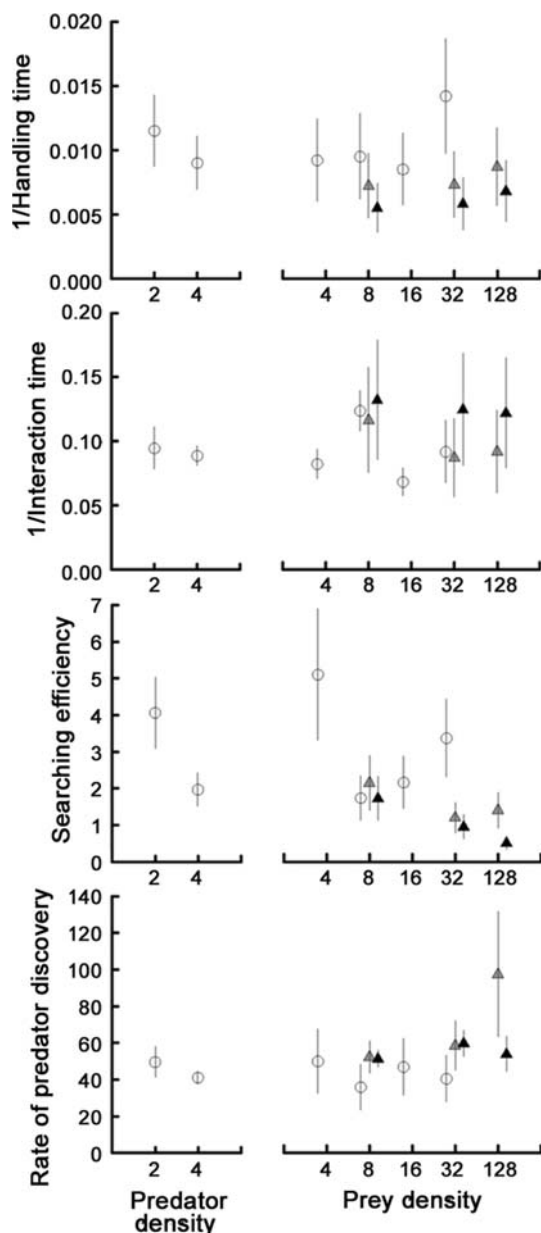 1/Handling time
0.020
0.015
0.010
0.005
0.000
2 4 4 8 16 32 128
1/Interaction time
0.20
0.15
0.10
0.05
0.00
2 4 4 8 16 32 128
Searching efficiency
7
6
5
4
3
2
1
0
2 4 4 8 16 32 128
Rate of predator discovery
140
120
100
80
60
40
20
0
2 4 4 8 16 32 128
Predator
density
Prey density